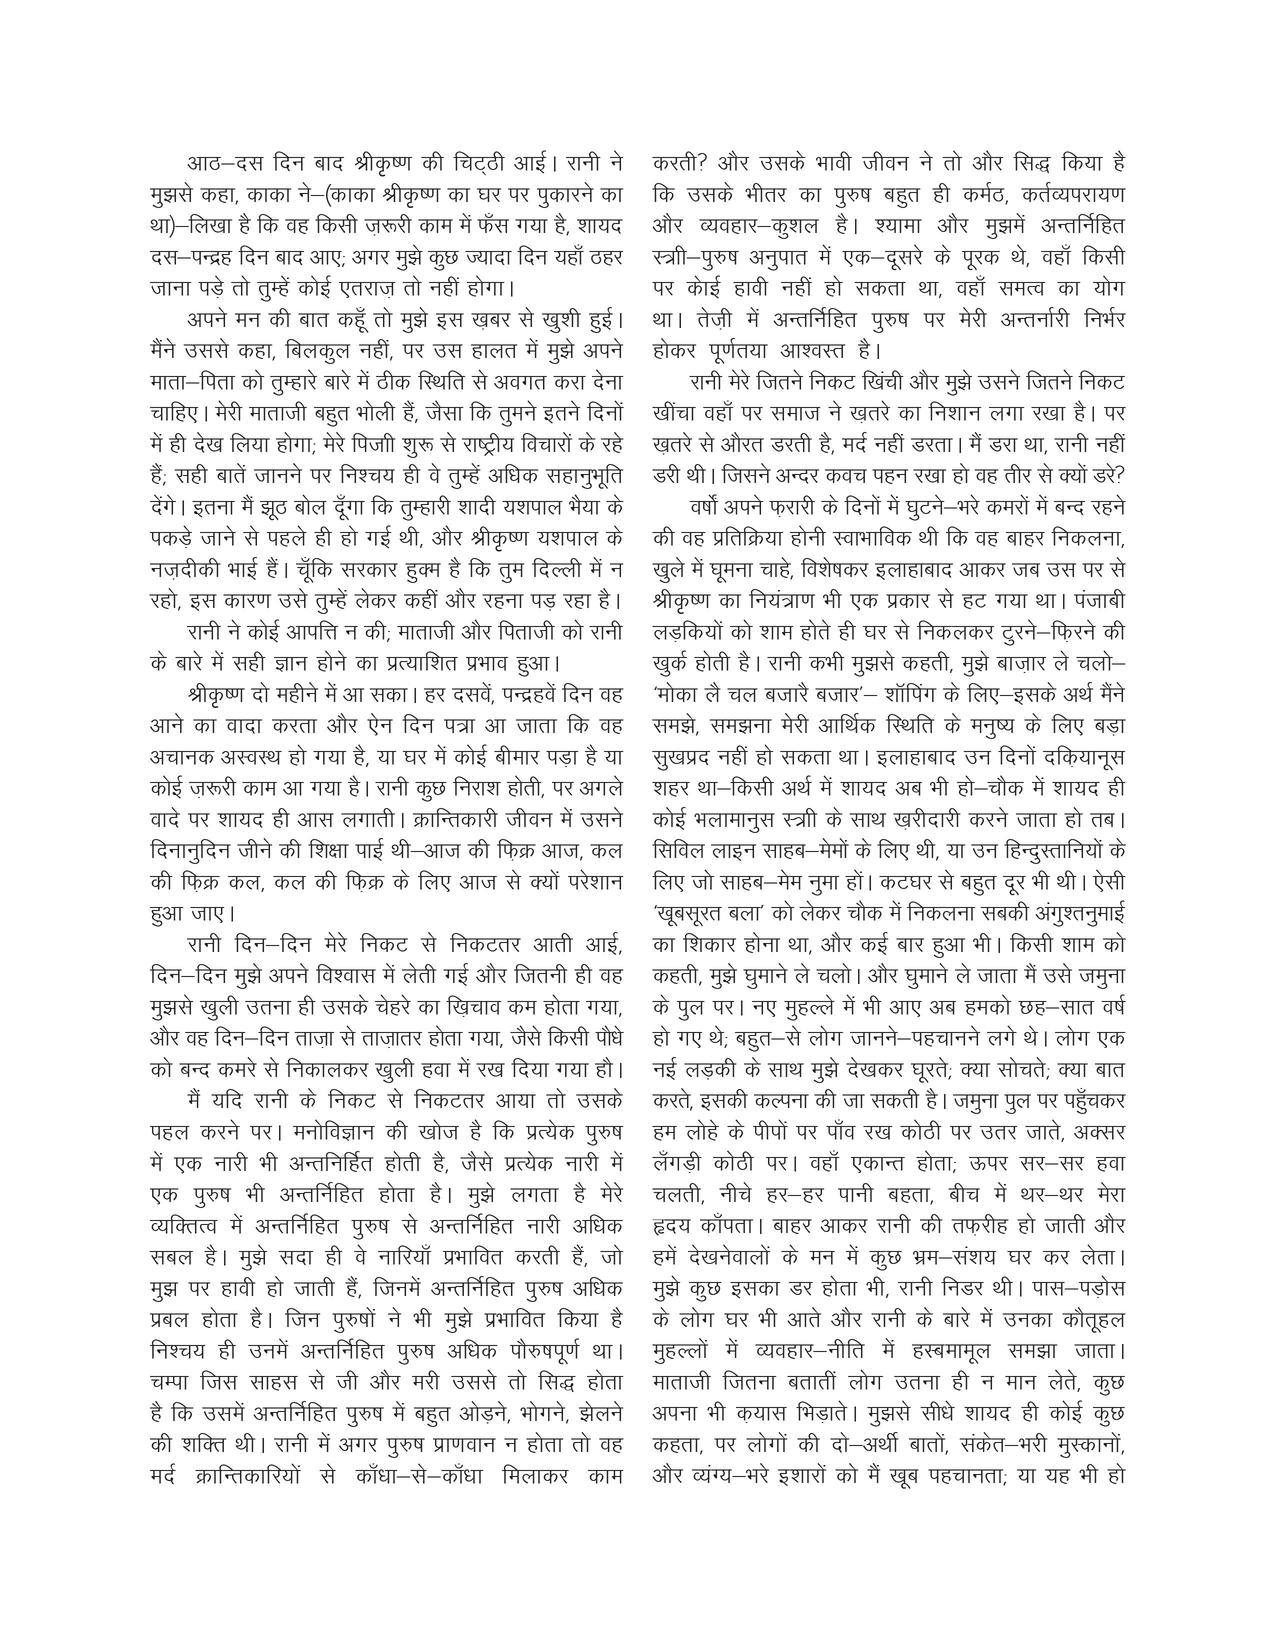 आठ–दस दिन बाद श्रीकृष्ण की चिट्ठी आई। रानी ने
मुझसे कहा, काका ने–(काका श्रीकृष्ण का घर पर पुकारने का
था)–लिखा है कि वह किसी ज़रूरी काम में फँस गया है, शायद
दस–पन्द्रह दिन बाद आए; अगर मुझे कुछ ज्यादा दिन यहाँ ठहर
जाना पड़े तो तुम्हें कोई एतराज़ तो नहीं होगा।
अपने मन की बात कहूँ तो मुझे इस ख़बर से खुशी हुई।
मैंने उससे कहा, बिलकुल नहीं, पर उस हालत में मुझे अपने
माता–पिता को तुम्हारे बारे में ठीक स्थिति से अवगत करा देना
चाहिए। मेरी माताजी बहुत भोली हैं, जैसा कि तुमने इतने दिनों
में ही देख लिया होगा; मेरे पिजाी शुरू से राष्ट्रीय विचारों के रहे
हैं; सही बातें जानने पर निश्चय ही वे तुम्हें अधिक सहानुभूति
देंगे। इतना मैं झूठ बोल दूँगा कि तुम्हारी शादी यशपाल भैया के
पकड़े जाने से पहले ही हो गई थी, और श्रीकृष्ण यशपाल के
नज़दीकी भाई हैं। चूँकि सरकार हुक्म है कि तुम दिल्ली में न
रहो, इस कारण उसे तुम्हें लेकर कहीं और रहना पड़ रहा है।
रानी ने कोई आपत्ति न की; माताजी और पिताजी को रानी
के बारे में सही ज्ञान होने का प्रत्याशित प्रभाव हुआ।
श्रीकृष्ण दो महीने में आ सका। हर दसवें, पन्द्रहवें दिन वह
आने का वादा करता और ऐन दिन पत्रा आ जाता कि वह
अचानक अस्वस्थ हो गया है, या घर में कोई बीमार पड़ा है या
कोई ज़रूरी काम आ गया है। रानी कुछ निराश होती, पर अगले
वादे पर शायद ही आस लगाती। क्रान्तिकारी जीवन में उसने
दिनानुदिन जीने की शिक्षा पाई थी–आज की फ़िक्र आज, कल
की फ़िक्र कल, कल की फ़िक्र के लिए आज से क्यों परेशान
हुआ जाए।
रानी दिन–दिन मेरे निकट से निकटतर आती आई,
दिन–दिन मुझे अपने विश्वास में लेती गई और जितनी ही वह
मुझसे खुली उतना ही उसके चेहरे का खि़चाव कम होता गया,
और वह दिन–दिन ताज़ा से ताज़ातर होता गया, जैसे किसी पौधे
को बन्द कमरे से निकालकर खुली हवा में रख दिया गया हौ।
मैं यदि रानी के निकट से निकटतर आया तो उसके
पहल करने पर। मनोविज्ञान की खोज है कि प्रत्येक पुरुष
में एक नारी भी अन्तनिर्हित होती है, जैसे प्रत्येक नारी में
एक पुरुष भी अन्तर्निहित होता है। मुझे लगता है मेरे
व्यक्तित्व में अन्तर्निहित पुरुष से अन्तर्निहित नारी अधिक
सबल है। मुझे सदा ही वे नारियाँ प्रभावित करती हैं, जो
मुझ पर हावी हो जाती हैं, जिनमें अन्तर्निहित पुरुष अधिक
प्रबल होता है। जिन पुरुषों ने भी मुझे प्रभावित किया है
निश्चय ही उनमें अन्तर्निहित पुरुष अधिक पौरुषपूर्ण था।
चम्पा जिस साहस से जी और मरी उससे तो सिद्ध होता
है कि उसमें अन्तर्निहित पुरुष में बहुत ओड़ने, भोगने, झेलने
की शक्ति थी। रानी में अगर पुरुष प्राणवान न होता तो वह
मर्द क्रान्तिकारियों से काँधा–से–काँधा मिलाकर काम
करती? और उसके भावी जीवन ने तो और सिद्ध किया है
कि उसके भीतर का पुरुष बहुत ही कर्मठ, कर्तव्यपरायण
और व्यवहार–कुशल है। श्यामा और मुझमें अन्तर्निहित
स्त्राी–पुरुष अनुपात में एक–दूसरे के पूरक थे, वहाँ किसी
पर केाई हावी नहीं हो सकता था, वहाँ समत्व का योग
था। तेज़ी में अन्तर्निहित पुरुष पर मेरी अन्तर्नारी निर्भर
होकर पूर्णतया आश्वस्त है।
रानी मेरे जितने निकट खिंची और मुझे उसने जितने निकट
खींचा वहाँ पर समाज ने ख़तरे का निशान लगा रखा है। पर
ख़तरे से औरत डरती है, मर्द नहीं डरता। मैं डरा था, रानी नहीं
डरी थी। जिसने अन्दर कवच पहन रखा हो वह तीर से क्यों डरे?
वर्षों अपने फ़रारी के दिनों में घुटने–भरे कमरों में बन्द रहने
की वह प्रतिक्रिया होनी स्वाभाविक थी कि वह बाहर निकलना,
खुले में घूमना चाहे, विशेषकर इलाहाबाद आकर जब उस पर से
श्रीकृष्ण का नियंत्राण भी एक प्रकार से हट गया था। पंजाबी
लड़कियों को शाम होते ही घर से निकलकर टुरने–फि़रने की
खुर्क होती है। रानी कभी मुझसे कहती, मुझे बाज़ार ले चलो–
‘मोका लै चल बजारै बजार’– शॉपिंग के लिए–इसके अर्थ मैंने
समझे, समझना मेरी आर्थिक स्थिति के मनुष्य के लिए बड़ा
सुखप्रद नहीं हो सकता था। इलाहाबाद उन दिनों दकि़यानूस
शहर था–किसी अर्थ में शायद अब भी हो–चौक में शायद ही
कोई भलामानुस स्त्राी के साथ ख़रीदारी करने जाता हो तब।
सिविल लाइन साहब–मेमों के लिए थी, या उन हिन्दुस्तानियों के
लिए जो साहब–मेम नुमा हों। कटघर से बहुत दूर भी थी। ऐसी
‘खूबसूरत बला’ को लेकर चौक में निकलना सबकी अंगुश्तनुमाई
का शिकार होना था, और कई बार हुआ भी। किसी शाम को
कहती, मुझे घुमाने ले चलो। और घुमाने ले जाता मैं उसे जमुना
के पुल पर। नए मुहल्ले में भी आए अब हमको छह–सात वर्ष
हो गए थे; बहुत–से लोग जानने–पहचानने लगे थे। लोग एक
नई लड़की के साथ मुझे देखकर घूरते; क्या सोचते; क्या बात
करते, इसकी कल्पना की जा सकती है। जमुना पुल पर पहुँचकर
हम लोहे के पीपों पर पाँव रख कोठी पर उतर जाते, अक्सर
लँगड़ी कोठी पर। वहाँ एकान्त होता; ऊपर सर–सर हवा
चलती, नीचे हर–हर पानी बहता, बीच में थर–थर मेरा
हृदय काँपता। बाहर आकर रानी की तफ़रीह हो जाती और
हमें देखनेवालों के मन में कुछ भ्रम–संशय घर कर लेता।
मुझे कुछ इसका डर होता भी, रानी निडर थी। पास–पड़ोस
के लोग घर भी आते और रानी के बारे में उनका कौतूहल
मुहल्लों में व्यवहार–नीति में हस्बमामूल समझा जाता।
माताजी जितना बतातीं लोग उतना ही न मान लेते, कुछ
अपना भी क़यास भिड़ाते। मुझसे सीधे शायद ही कोई कुछ
कहता, पर लोगों की दो–अर्थी बातों, संकेत–भरी मुस्कानों,
और व्यंग्य–भरे इशारों को मैं खूब पहचानता; या यह भी हो